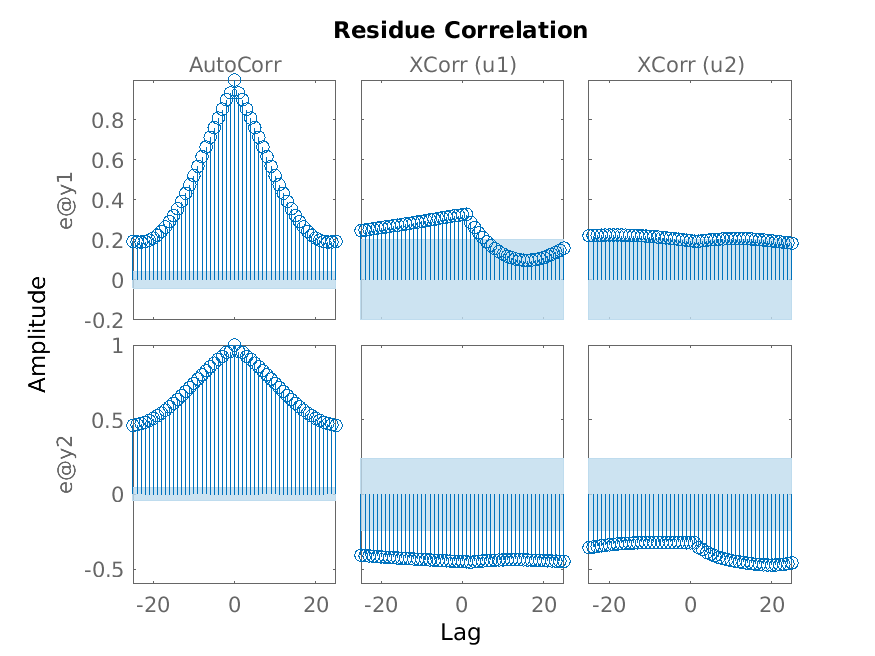 Residue Correlation
AutoCorr XCorr (u1) XCorr (u2)
e@y1
0.8
0.6
0.4
0.2
0
-0.2
Amplitude
e@y2
1
0.5
0
-0.5
-20 0 20 -20 0 20 -20 0 20
Lag